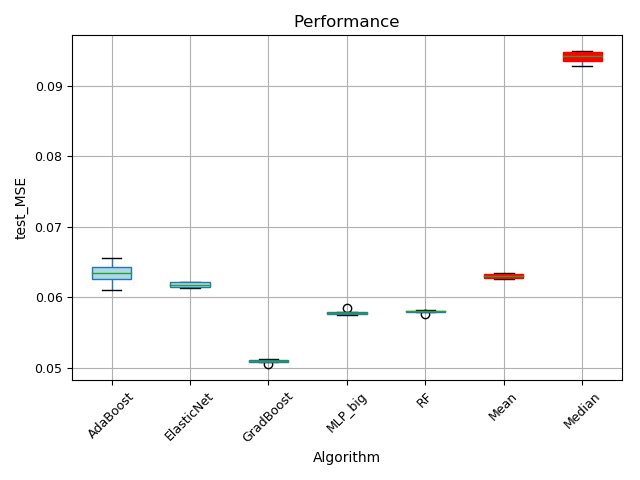 Performance
test_MSE
0.09
0.08
0.07
0.06
0.05
AdaBoost
ElasticNet
GradBoost
MLP_big
RF
Mean
Median
Algorithm